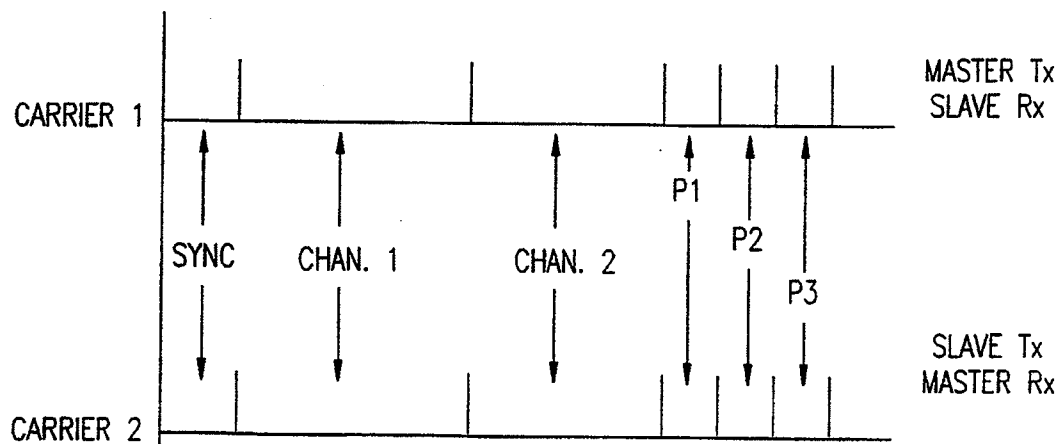 MASTER Tx
CARRIER 1
SLAVE Rx
P1
P2
SYNC
CHAN. 1
CHAN. 2
P3
SLAVE Tx
MASTER Rx
CARRIER 2